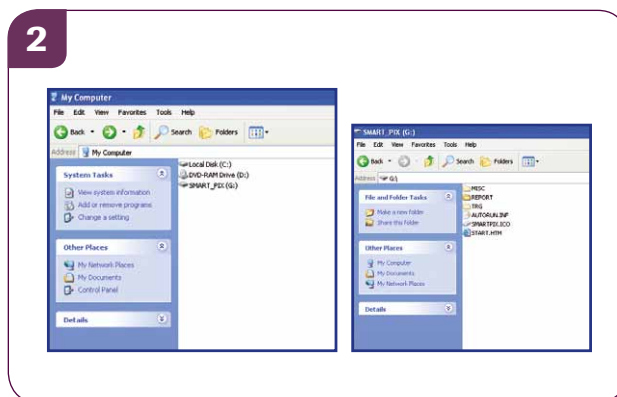 2
My Computer
File Edit View Favorites Tools Help
Back Search Folders
Address My Computer
System Tasks
View system information
Add or remove programs
Change a setting
Other Places
My Network Places
My Documents
Control Panel
Details
Local Disk (C:)
DVD-RAM Drive (D:)
SMART_PIX (G:)
SMART_PIX (G:)
File Edit View Favorites Tools Help
Back Search Folders
Address G:\
File and Folder Tasks
Make a new folder
Share this folder
Other Places
My Computer
My Documents
My Network Places
Details
MISC
REPORT
TRG
AUTORUN.INF
SMARTPIX.ICO
START.HTM